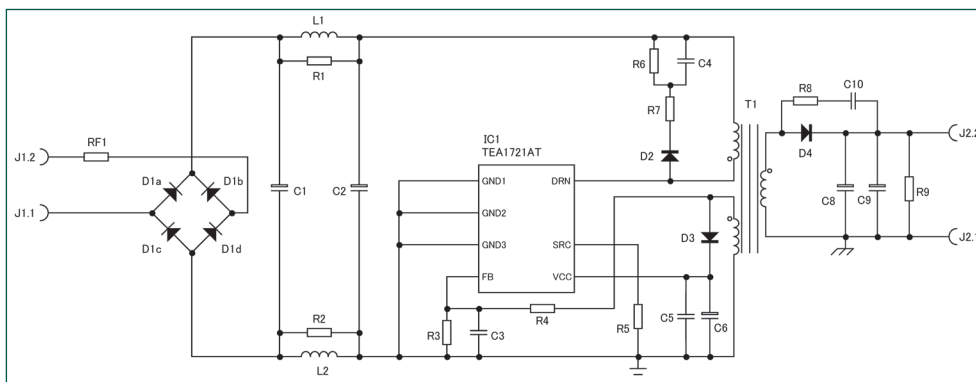 L1
R1
R6
C4
R8
C10
R7
T1
J2.2
RF1
IC1
TEA1721AT
J1.2
D2
D4
D1a
D1b
GND1
DRN
C1
C2
C8
C9
R9
J1.1
GND2
D1c
D1d
GND3
SRC
D3
J2.1
FB
VCC
R2
R3
C3
R4
R5
C5
C6
L2